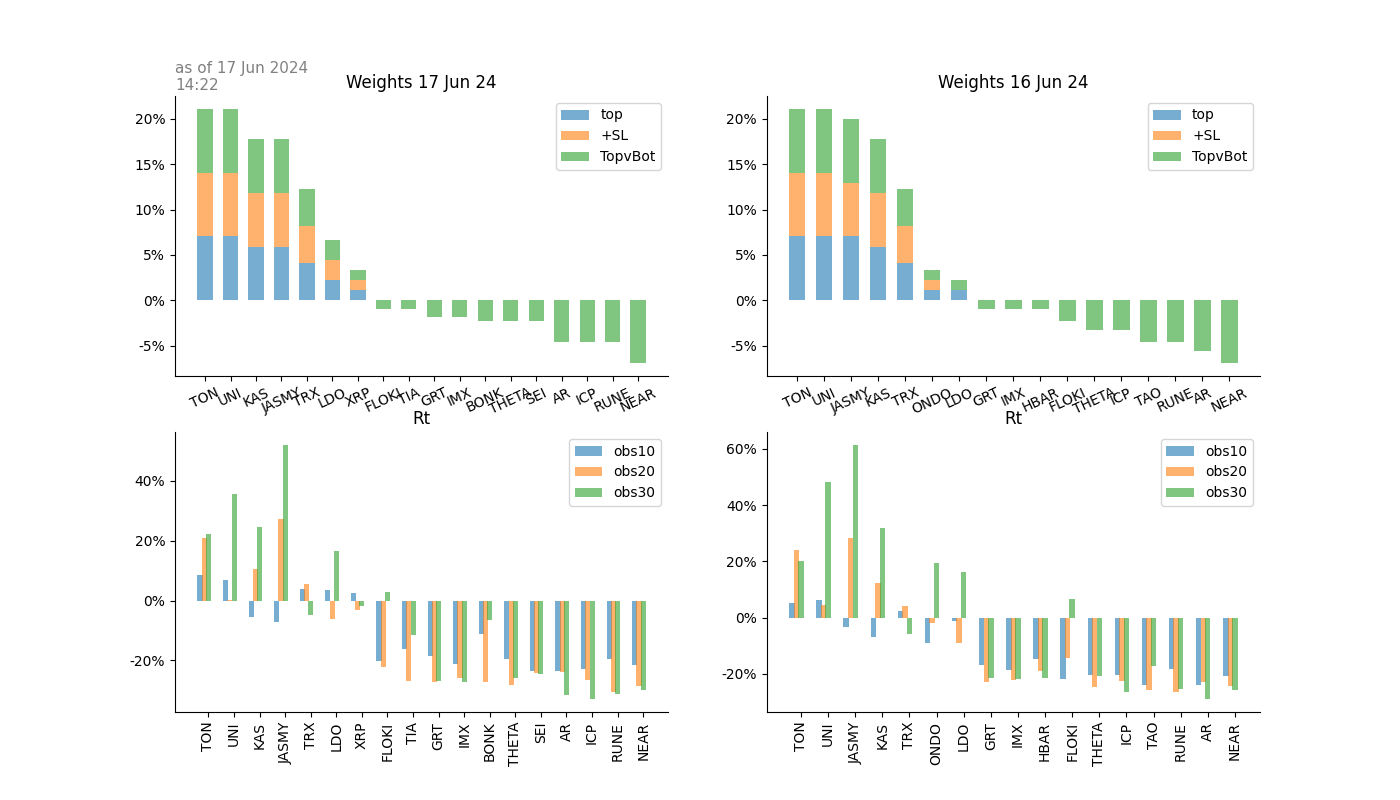 as of 17 Jun 2024
14:22
Weights 17 Jun 24
20%
15%
10%
5%
0%
-5%
top
+SL
TopvBot
TON UNI KAS JASMY TRX LDO XRP FLOKI TIA GRT IMX BONK THETA SEI AR ICP RUNE NEAR
Weights 16 Jun 24
20%
15%
10%
5%
0%
-5%
top
+SL
TopvBot
TON UNI JASMY KAS TRX ONDO LDO GRT IMX HBAR FLOKI THETA ICP TAO RUNE AR NEAR
Rt
40%
20%
0%
-20%
obs10
obs20
obs30
TON UNI KAS JASMY TRX LDO XRP FLOKI TIA GRT IMX BONK THETA SEI AR ICP RUNE NEAR
Rt
60%
40%
20%
0%
-20%
obs10
obs20
obs30
TON UNI JASMY KAS TRX ONDO LDO GRT IMX HBAR FLOKI THETA ICP TAO RUNE AR NEAR